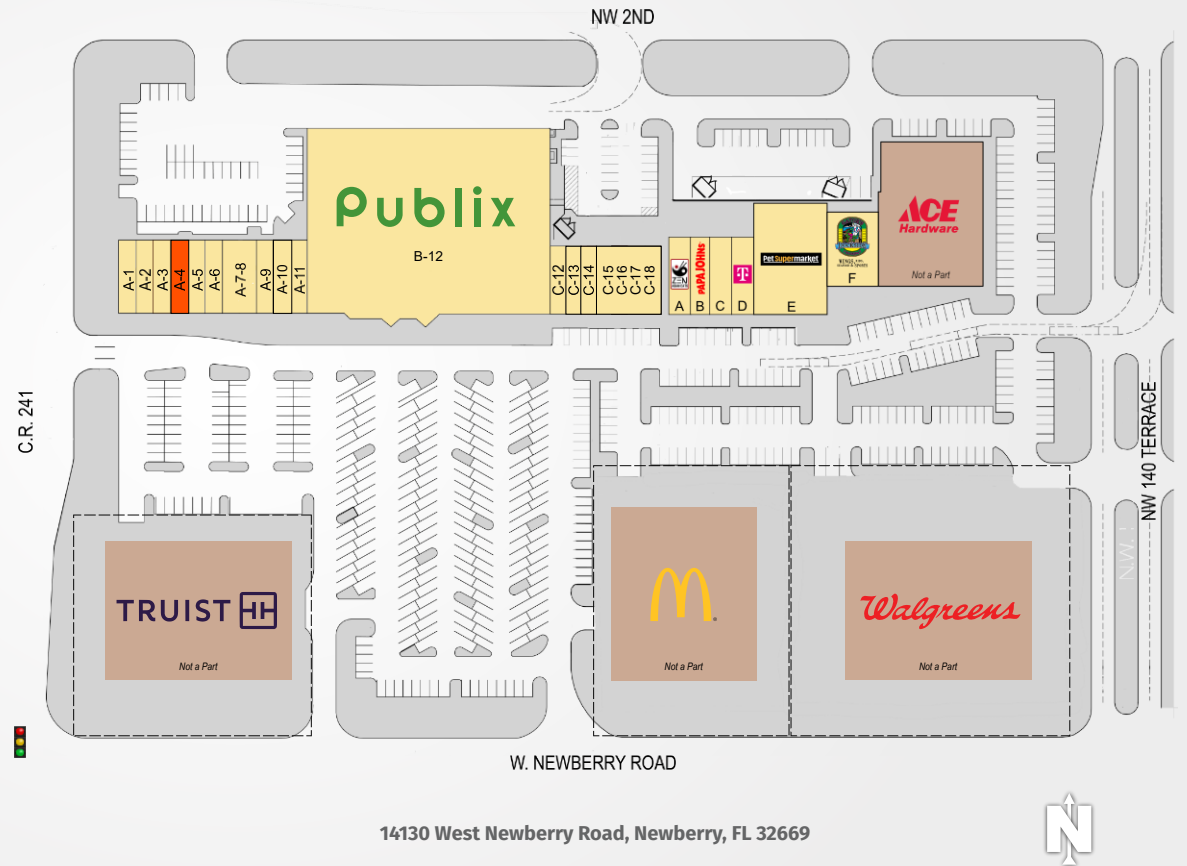 NW 2ND
Publix
B-12
A-1
A-2
A-3
A-4
A-5
A-6
A-7-8
A-9
A-10
A-11
C-12
C-13
C-14
C-15
C-16
C-17
C-18
ZEN
A
PAPA JOHNS
B
C
T
D
Pet Supermarket
E
F
ACE
Hardware
Not a Part
C.R. 241
NW 140 TERRACE
N.W.
TRUIST
Not a Part
Not a Part
Walgreens
Not a Part
W. NEWBERRY ROAD
14130 West Newberry Road, Newberry, FL 32669
N